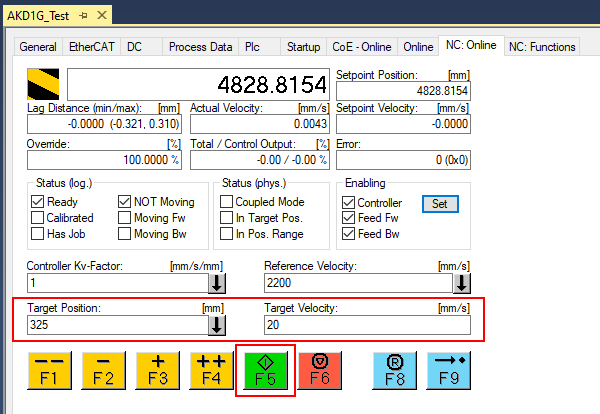 AKD1G_Test
General EtherCAT DC Process Data Plc Startup CoE - Online Online NC: Online NC: Functions
4828.8154
Setpoint Position: [mm]
4828.8154
Lag Distance (min/max): [mm] Actual Velocity: [mm/s] Setpoint Velocity: [mm/s]
-0.0000 (-0.321, 0.310) 0.0043 -0.0000
Override: [%] Total / Control Output: [%] Error:
100.0000 % -0.00 / -0.00 % 0 (0x0)
Status (log.) Status (phys.) Enabling
Ready NOT Moving Coupled Mode Controller Set
Calibrated Moving Fw In Target Pos. Feed Fw
Has Job Moving Bw In Pos. Range Feed Bw
Controller Kv-Factor: [mm/s/mm] Reference Velocity: [mm/s]
1 2200
Target Position: [mm] Target Velocity: [mm/s]
325 20
-- - + ++ R
F1 F2 F3 F4 F5 F6 F8 F9